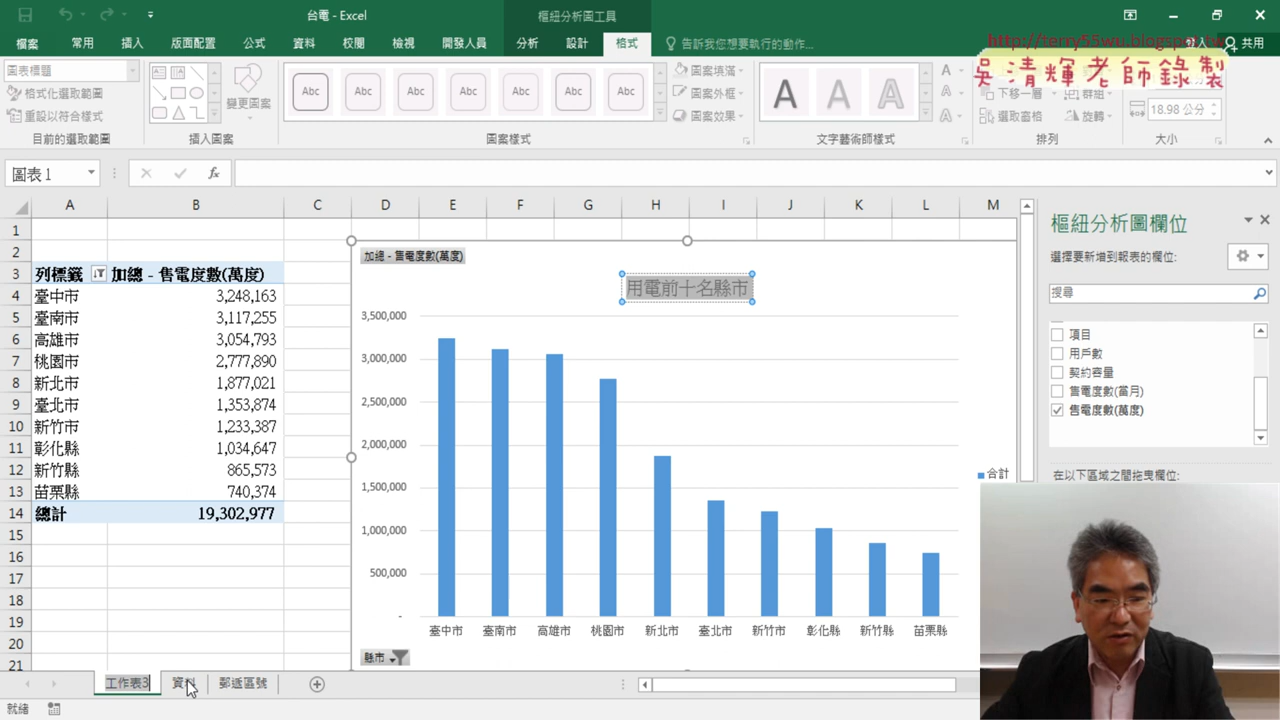 台電 - Excel
樞紐分析圖工具
http://terry55wu.blogspot.tw
吳清輝老師錄製
檔案 常用 插入 版面配置 公式 資料 校閱 檢視 開發人員 分析 設計 格式 告訴我您想要執行的動作... 登入 共用
圖表標題
格式化選取範圍
重設以符合樣式
目前的選取範圍
變更圖案
插入圖案
Abc Abc Abc Abc Abc Abc Abc
圖案填滿
圖案外框
圖案效果
圖案樣式
A A A
文字藝術師樣式
下移一層 群組
選取窗格 旋轉
排列
18.98 公分
大小
圖表 1
fx
A B C D E F G H I J K L M
1
2
3 列標籤 加總 - 售電度數(萬度)
4 臺中市 3,248,163
5 臺南市 3,117,255
6 高雄市 3,054,793
7 桃園市 2,777,890
8 新北市 1,877,021
9 臺北市 1,353,874
10 新竹市 1,233,387
11 彰化縣 1,034,647
12 新竹縣 865,573
13 苗栗縣 740,374
14 總計 19,302,977
15
16
17
18
19
20
21
加總 - 售電度數(萬度)
用電前十名縣市
3,500,000
3,000,000
2,500,000
2,000,000
1,500,000
1,000,000
500,000
-
臺中市 臺南市 高雄市 桃園市 新北市 臺北市 新竹市 彰化縣 新竹縣 苗栗縣
合計
縣市
樞紐分析圖欄位
選擇要新增到報表的欄位:
搜尋
項目
用戶數
契約容量
售電度數(當月)
售電度數(萬度)
在以下區域之間拖曳欄位:
工作表3 資料 郵遞區號
就緒